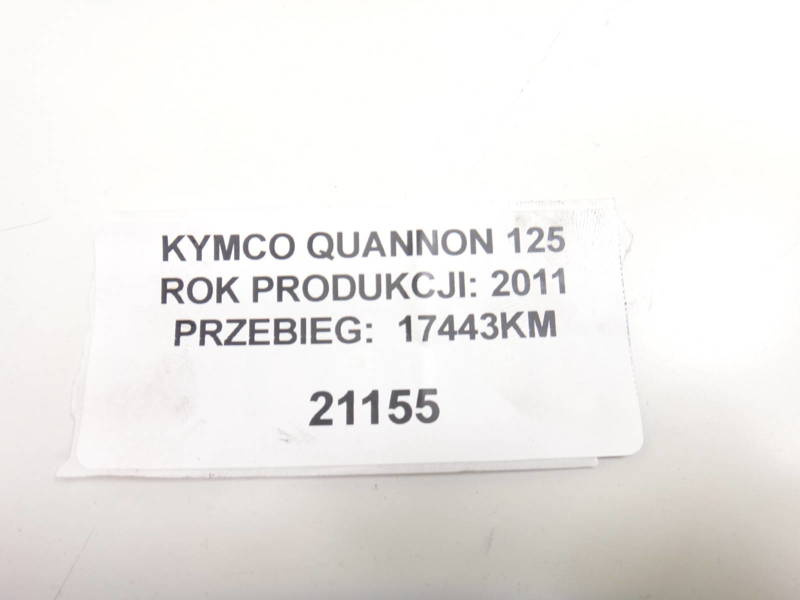 KYMCO QUANNON 125
ROK PRODUKCJI: 2011
PRZEBIEG: 17443KM
21155